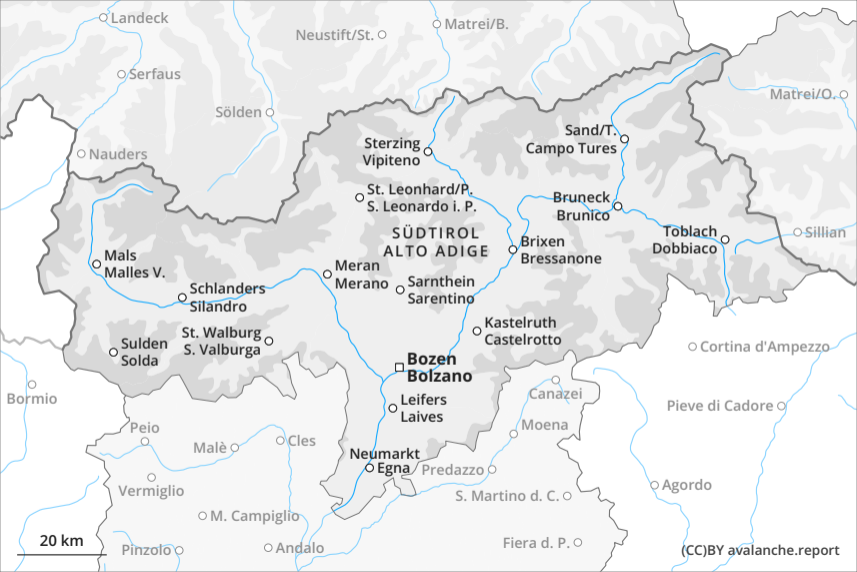 Landeck
Matrei/B.
Neustift/St.
Serfaus
Matrei/O.
Sölden
Sand/T.
Campo Tures
Sterzing
Vipiteno
Nauders
St. Leonhard/P.
S. Leonardo i. P.
Bruneck
Brunico
SÜDTIROL
ALTO ADIGE
Toblach
Dobbiaco
Sillian
Brixen
Bressanone
Mals
Malles V.
Meran
Merano
Sarnthein
Sarentino
Schlanders
Silandro
Kastelruth
Castelrotto
St. Walburg
S. Valburga
Sulden
Solda
Cortina d'Ampezzo
Bozen
Bolzano
Bormio
Canazei
Leifers
Laives
Pieve di Cadore
Peio
Moena
Cles
Malè
Neumarkt
Egna
Predazzo
Vermiglio
Agordo
S. Martino d. C.
M. Campiglio
20 km
Pinzolo
Andalo
Fiera d. P.
(CC)BY avalanche.report